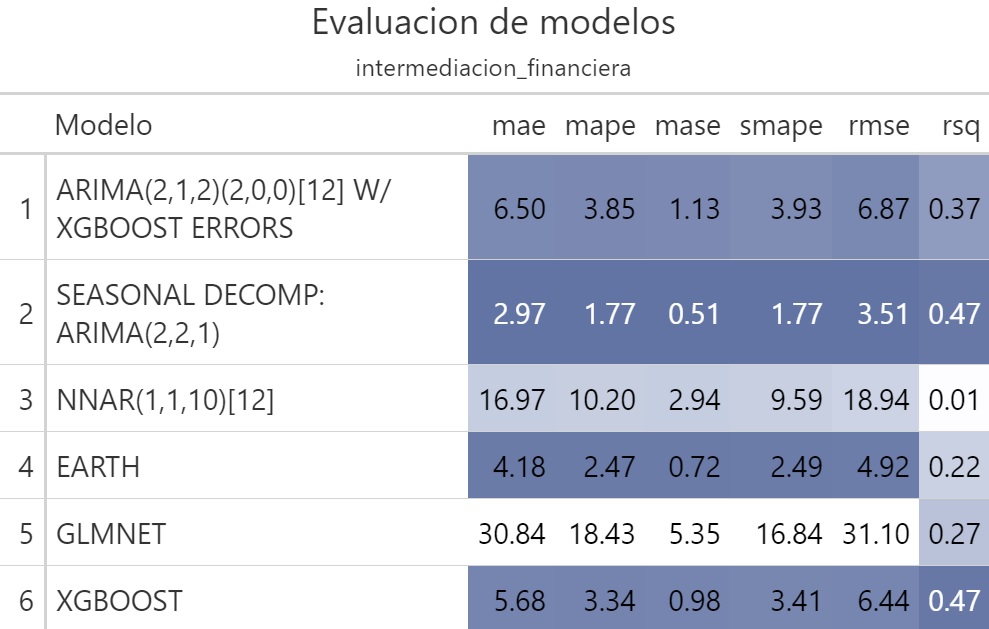 Evaluacion de modelos
intermediacion_financiera
Modelo mae mape mase smape rmse rsq
1 ARIMA(2,1,2)(2,0,0)[12] W/
XGBOOST ERRORS 6.50 3.85 1.13 3.93 6.87 0.37
2 SEASONAL DECOMP:
ARIMA(2,2,1) 2.97 1.77 0.51 1.77 3.51 0.47
3 NNAR(1,1,10)[12] 16.97 10.20 2.94 9.59 18.94 0.01
4 EARTH 4.18 2.47 0.72 2.49 4.92 0.22
5 GLMNET 30.84 18.43 5.35 16.84 31.10 0.27
6 XGBOOST 5.68 3.34 0.98 3.41 6.44 0.47